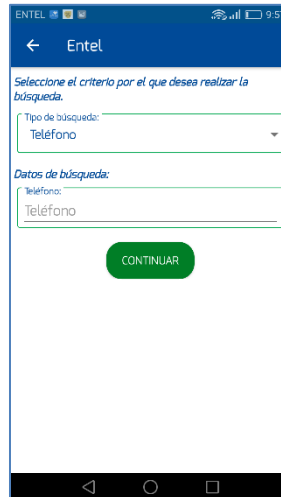 ENTEL 9:57
Entel
Seleccione el criterio por el que desea realizar la
búsqueda.
Tipo de búsqueda:
Teléfono
Datos de búsqueda:
Teléfono:
Teléfono
CONTINUAR